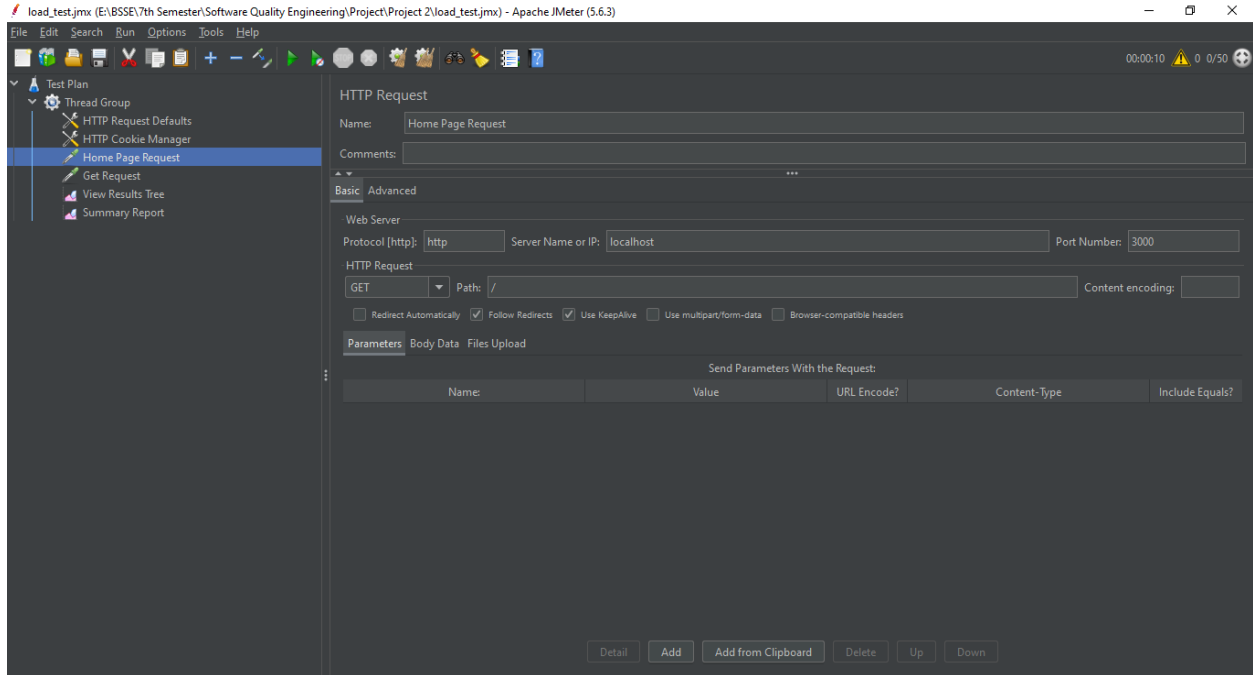 load_test.jmx (E:\BSSE\7th Semester\Software Quality Engineering\Project\Project 2\load_test.jmx) - Apache JMeter (5.6.3)
File Edit Search Run Options Tools Help
00:00:10 0 0/50
Test Plan
Thread Group
HTTP Request Defaults
HTTP Cookie Manager
Home Page Request
Get Request
View Results Tree
Summary Report
HTTP Request
Name: Home Page Request
Comments:
Basic Advanced
Web Server
Protocol [http]: http Server Name or IP: localhost Port Number: 3000
HTTP Request
GET Path: / Content encoding:
Redirect Automatically Follow Redirects Use KeepAlive Use multipart/form-data Browser-compatible headers
Parameters Body Data Files Upload
Send Parameters With the Request:
Name: Value URL Encode? Content-Type Include Equals?
Detail Add Add from Clipboard Delete Up Down